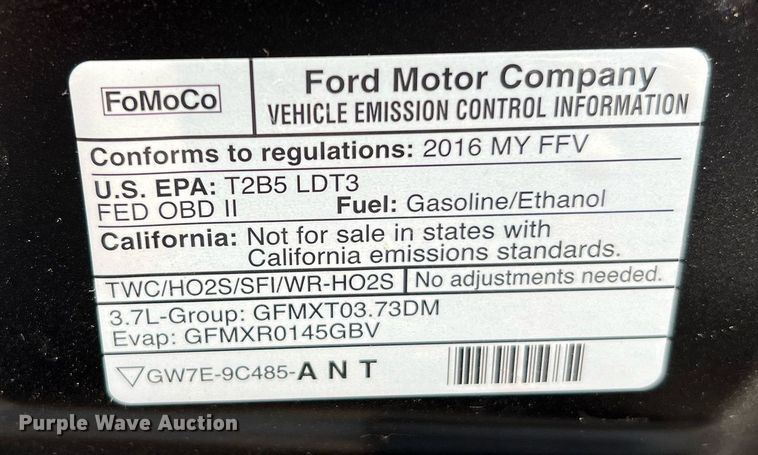 FoMoCo
Ford Motor Company
VEHICLE EMISSION CONTROL INFORMATION
Conforms to regulations: 2016 MY FFV
U.S. EPA: T2B5 LDT3
FED OBD II Fuel: Gasoline/Ethanol
California: Not for sale in states with
California emissions standards.
TWC/HO2S/SFI/WR-HO2S No adjustments needed.
3.7L-Group: GFMXT03.73DM
Evap: GFMXR0145GBV
GW7E-9C485-A N T
Purple Wave Auction